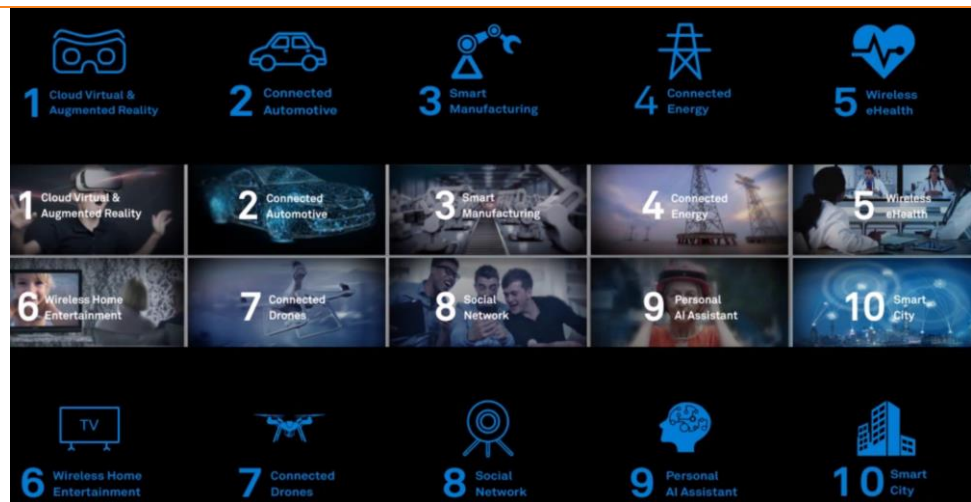 1 Cloud Virtual &
Augmented Reality
2 Connected
Automotive
3 Smart
Manufacturing
4 Connected
Energy
5 Wireless
eHealth
1 Cloud Virtual &
Augmented Reality
2 Connected
Automotive
3 Smart
Manufacturing
4 Connected
Energy
5 Wireless
eHealth
6 Wireless Home
Entertainment
7 Connected
Drones
8 Social
Network
9 Personal
AI Assistant
10 Smart
City
TV
6 Wireless Home
Entertainment
7 Connected
Drones
8 Social
Network
9 Personal
AI Assistant
10 Smart
City